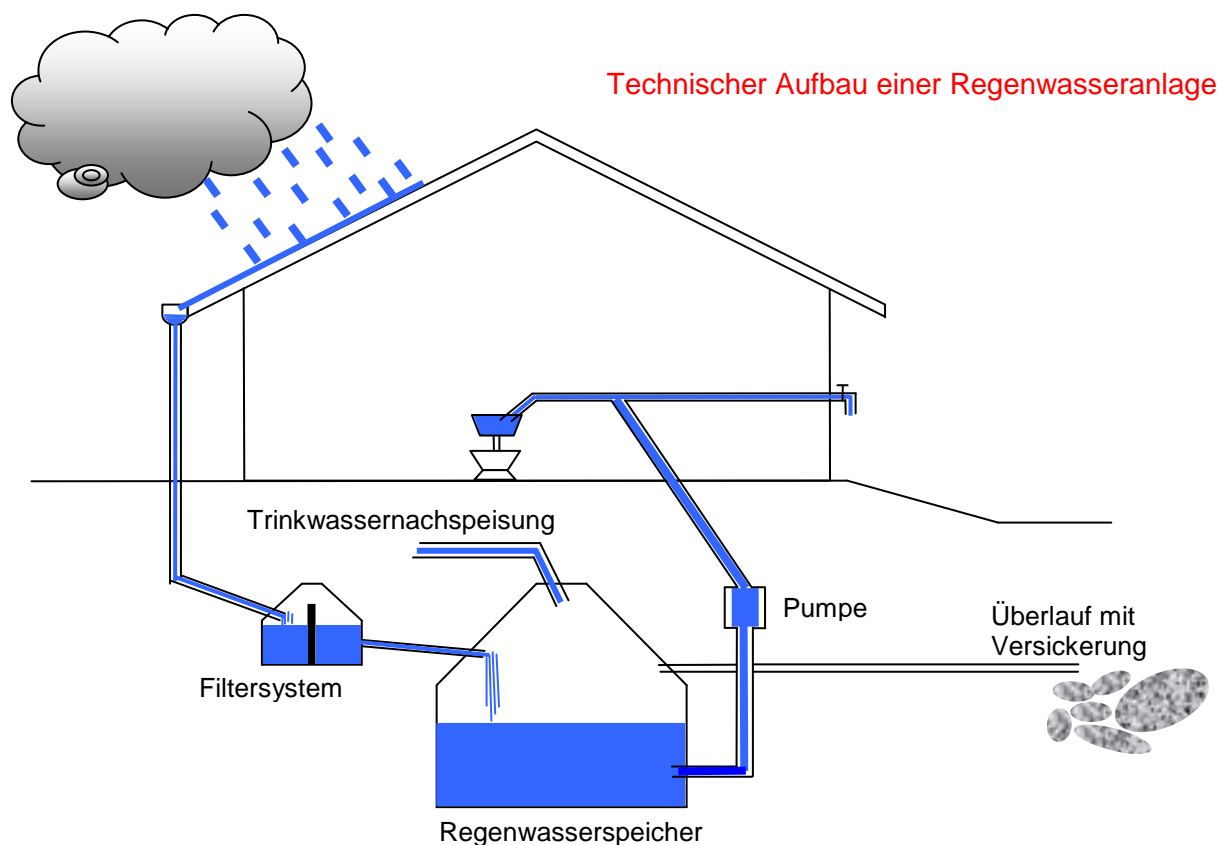 Technischer Aufbau einer Regenwasseranlage
Trinkwassernachspeisung
Pumpe
Überlauf mit
Versickerung
Filtersystem
Regenwasserspeicher